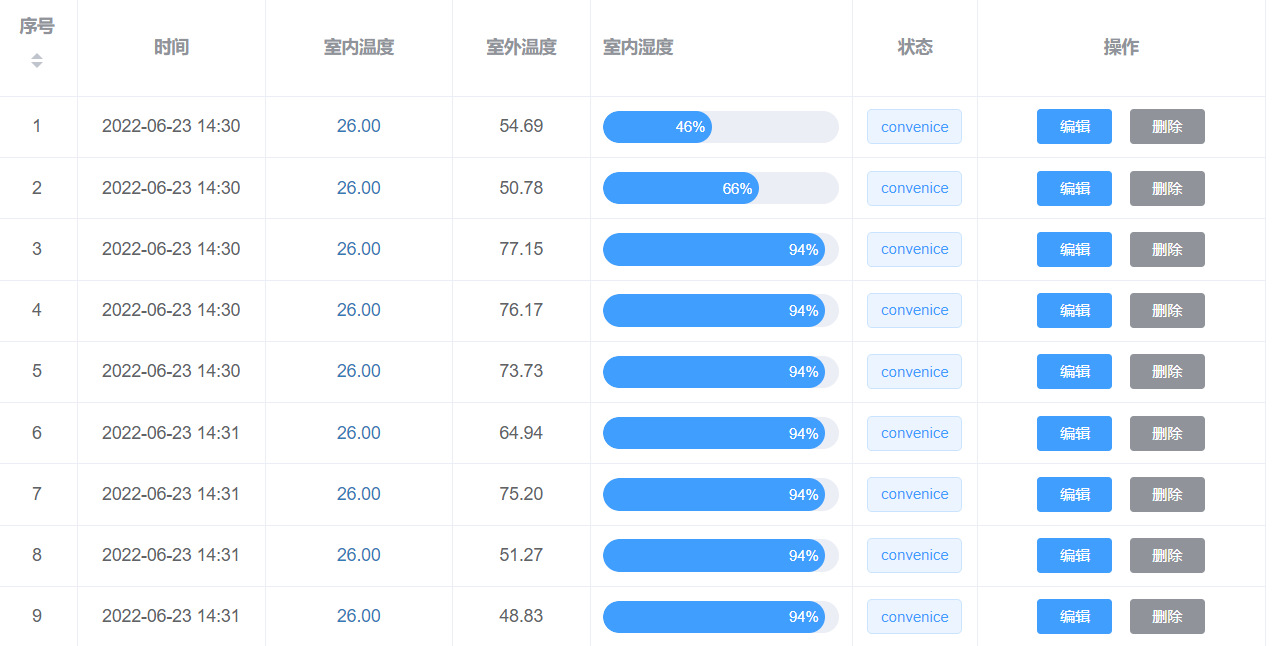 序号 时间 室内温度 室外温度 室内湿度 状态 操作
1 2022-06-23 14:30 26.00 54.69 46% convenice 编辑 删除
2 2022-06-23 14:30 26.00 50.78 66% convenice 编辑 删除
3 2022-06-23 14:30 26.00 77.15 94% convenice 编辑 删除
4 2022-06-23 14:30 26.00 76.17 94% convenice 编辑 删除
5 2022-06-23 14:30 26.00 73.73 94% convenice 编辑 删除
6 2022-06-23 14:31 26.00 64.94 94% convenice 编辑 删除
7 2022-06-23 14:31 26.00 75.20 94% convenice 编辑 删除
8 2022-06-23 14:31 26.00 51.27 94% convenice 编辑 删除
9 2022-06-23 14:31 26.00 48.83 94% convenice 编辑 删除